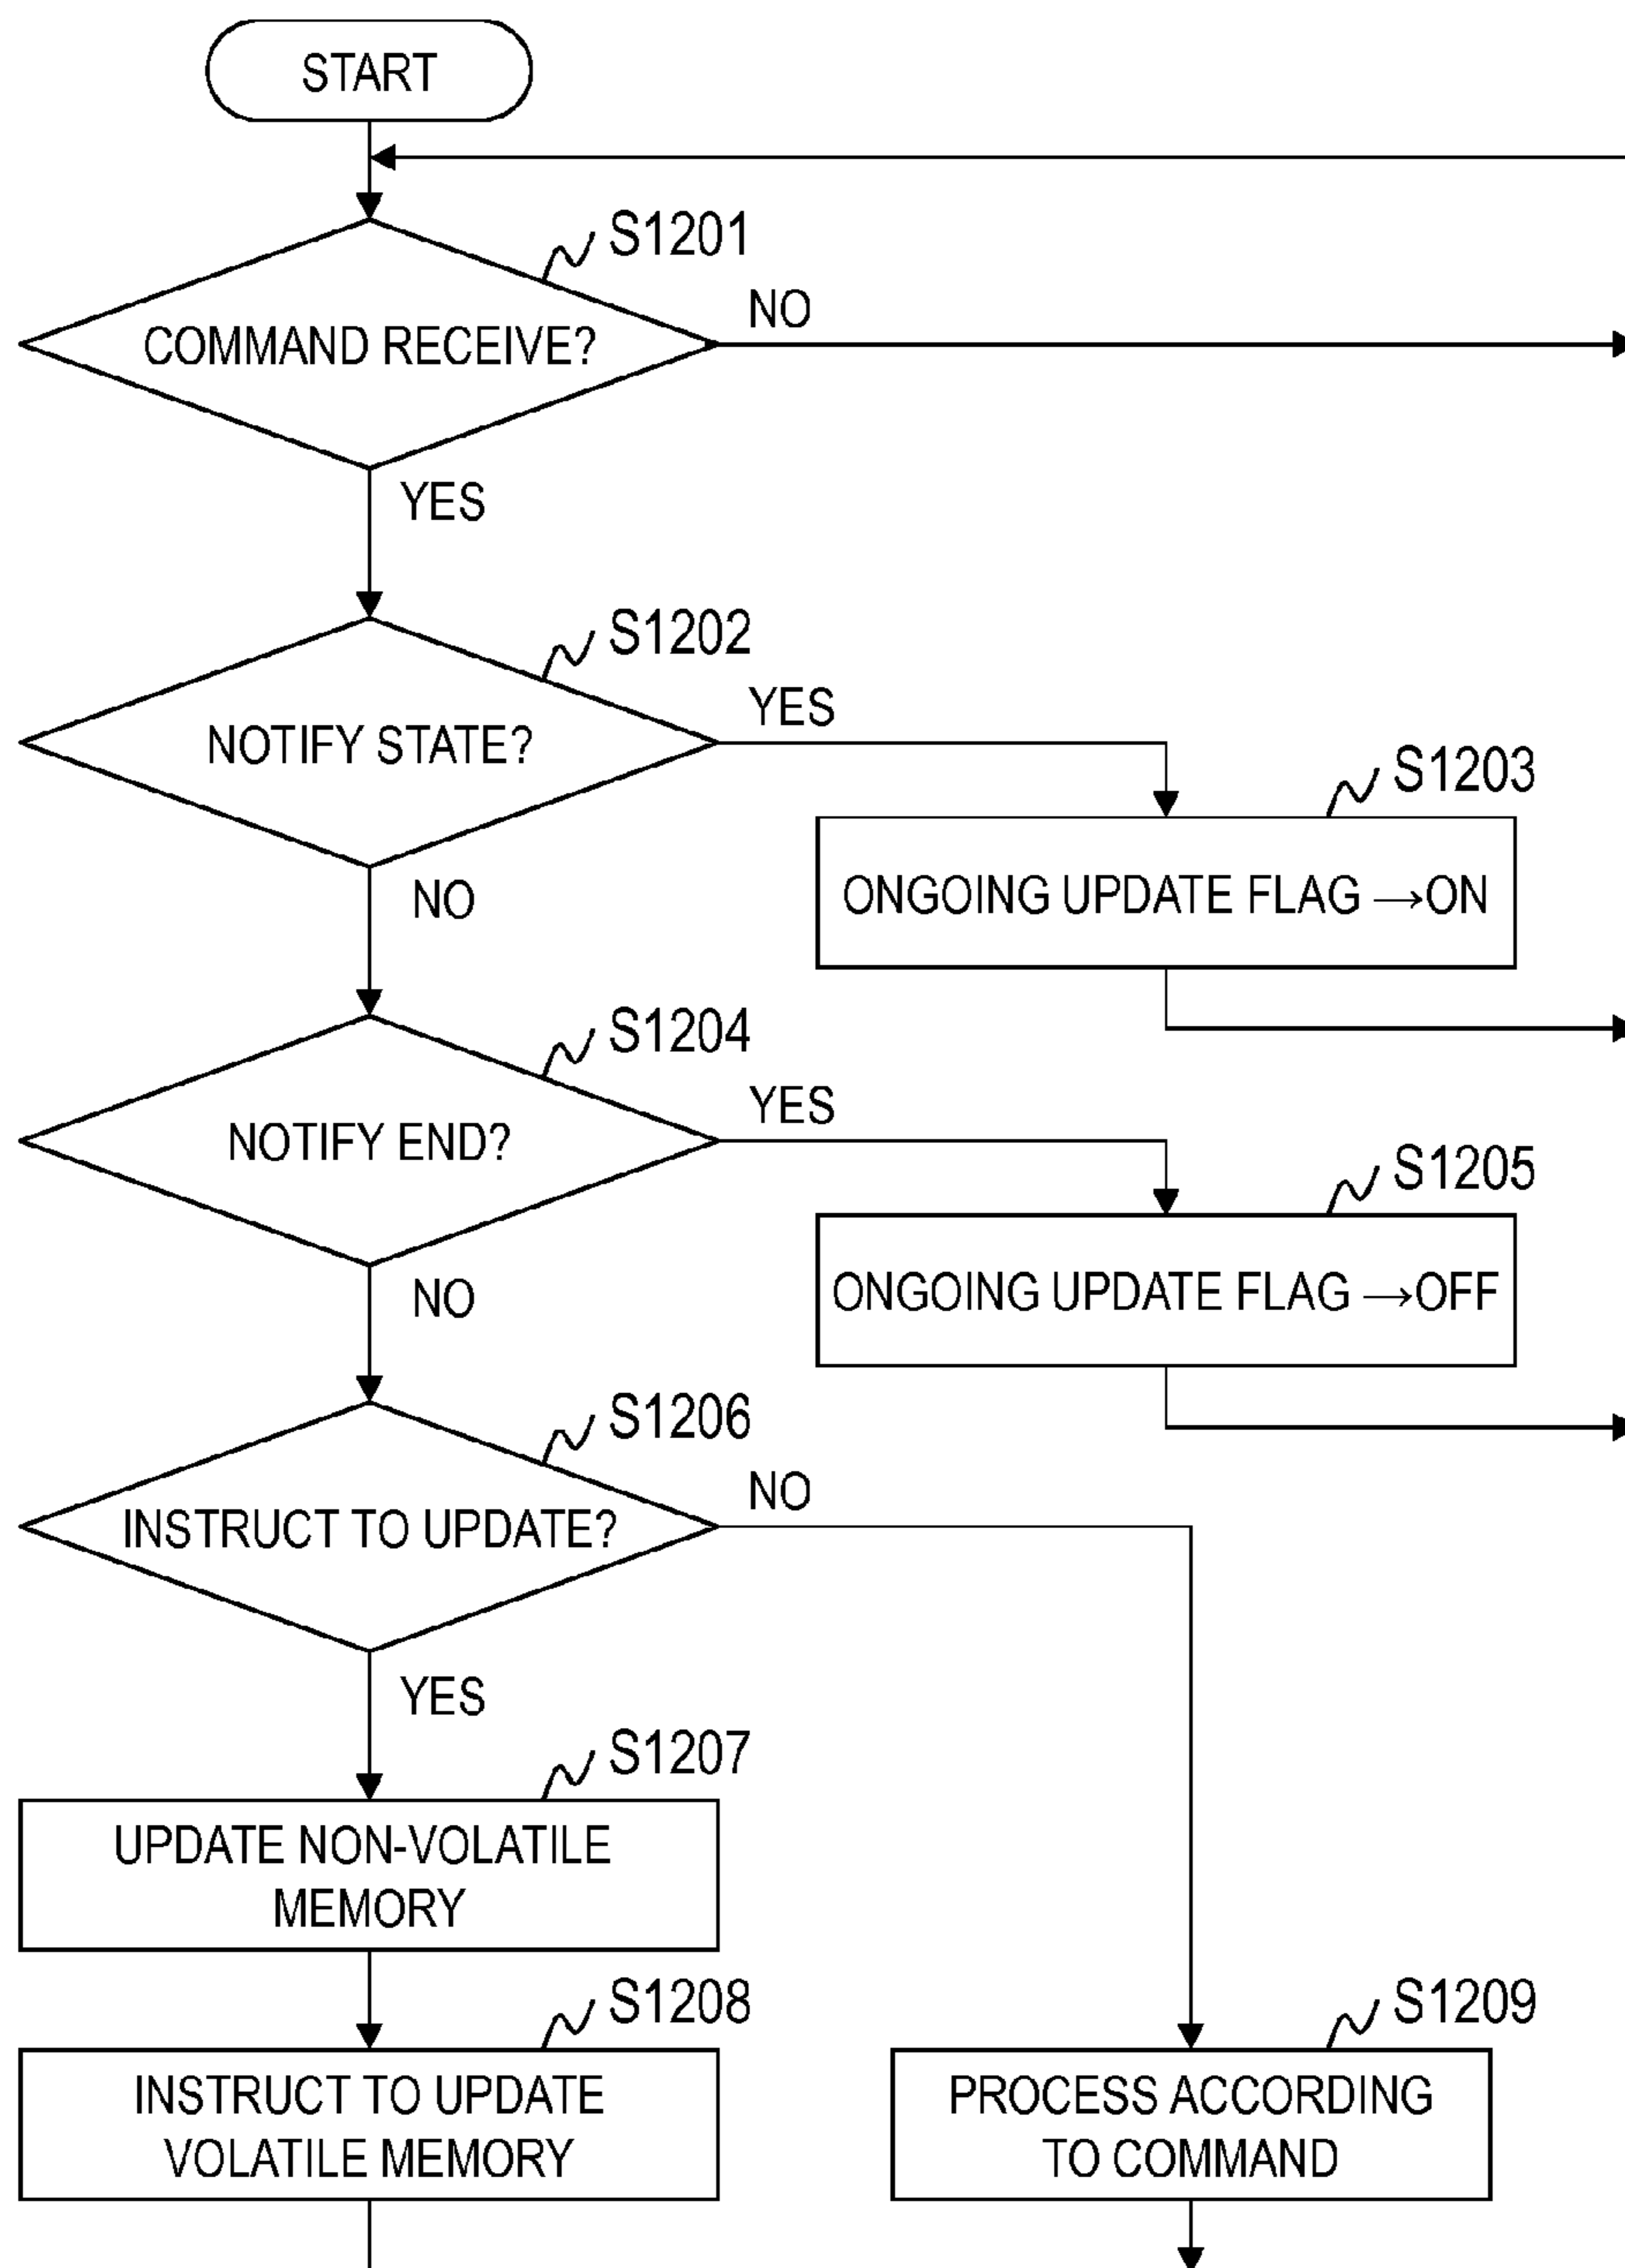 START
S1201
COMMAND RECEIVE?
NO
YES
S1202
NOTIFY STATE?
YES
NO
S1203
ONGOING UPDATE FLAG →ON
S1204
NOTIFY END?
YES
NO
S1205
ONGOING UPDATE FLAG →OFF
S1206
INSTRUCT TO UPDATE?
NO
YES
S1207
UPDATE NON-VOLATILE
MEMORY
S1208
INSTRUCT TO UPDATE
VOLATILE MEMORY
S1209
PROCESS ACCORDING
TO COMMAND